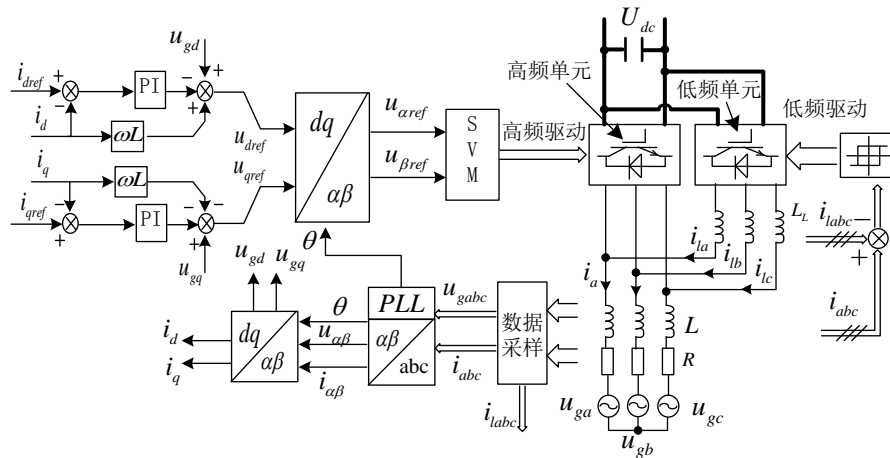 U_dc
u_gd
i_dref
+
−
PI
−
+
+
高频单元
低频单元
i_d
ωL
u_dref
dq
αβ
u_αref
S
V
M
高频驱动
低频驱动
i_q
ωL
u_qref
u_βref
−
−
i_qref
+
PI
−
+
u_gq
θ
i_la
i_lb
i_lc
L_L
i_labc
−
+
i_a
i_abc
u_gd
u_gq
θ
PLL
u_gabc
数据
采样
L
i_d
dq
αβ
u_αβ
αβ
abc
i_q
i_αβ
i_abc
R
i_labc
u_ga
u_gb
u_gc